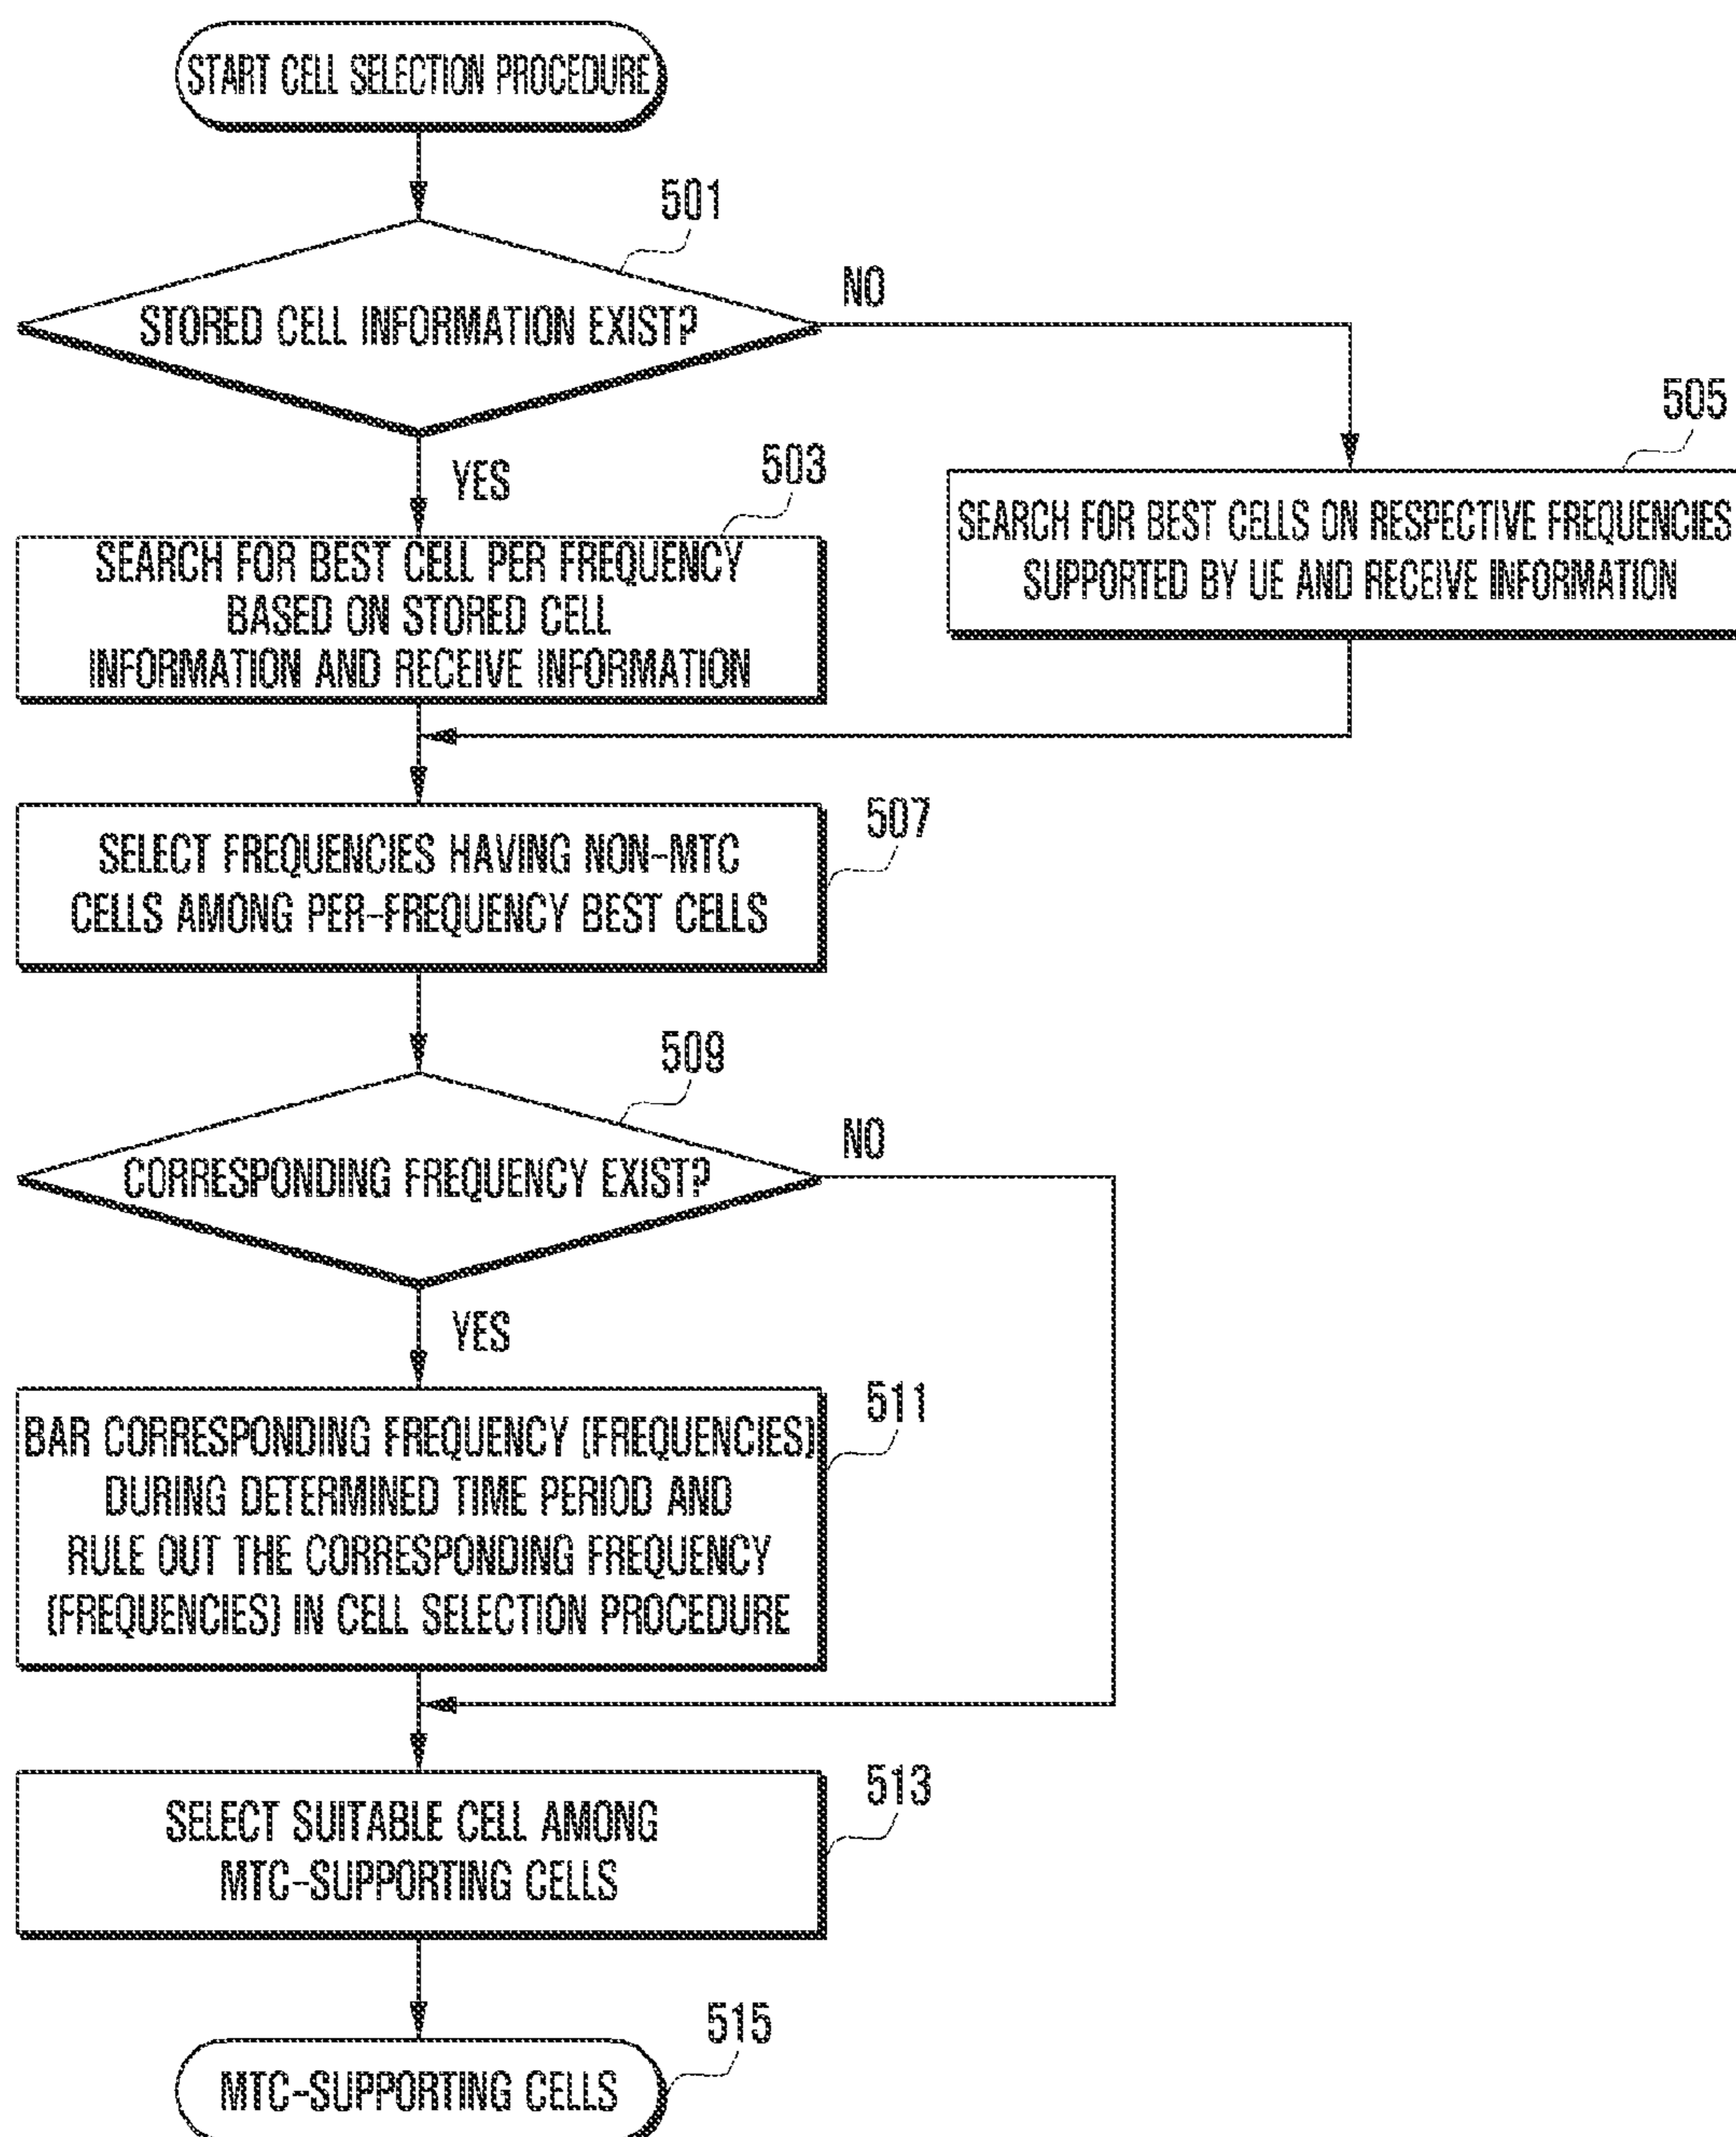 START CELL SELECTION PROCEDURE
501
STORED CELL INFORMATION EXIST?
NO
YES
503
SEARCH FOR BEST CELL PER FREQUENCY
BASED ON STORED CELL
INFORMATION AND RECEIVE INFORMATION
505
SEARCH FOR BEST CELLS ON RESPECTIVE FREQUENCIES
SUPPORTED BY UE AND RECEIVE INFORMATION
507
SELECT FREQUENCIES HAVING NON-MTC
CELLS AMONG PER-FREQUENCY BEST CELLS
509
CORRESPONDING FREQUENCY EXIST?
NO
YES
511
BAR CORRESPONDING FREQUENCY (FREQUENCIES)
DURING DETERMINED TIME PERIOD AND
RULE OUT THE CORRESPONDING FREQUENCY
(FREQUENCIES) IN CELL SELECTION PROCEDURE
513
SELECT SUITABLE CELL AMONG
MTC-SUPPORTING CELLS
515
MTC-SUPPORTING CELLS